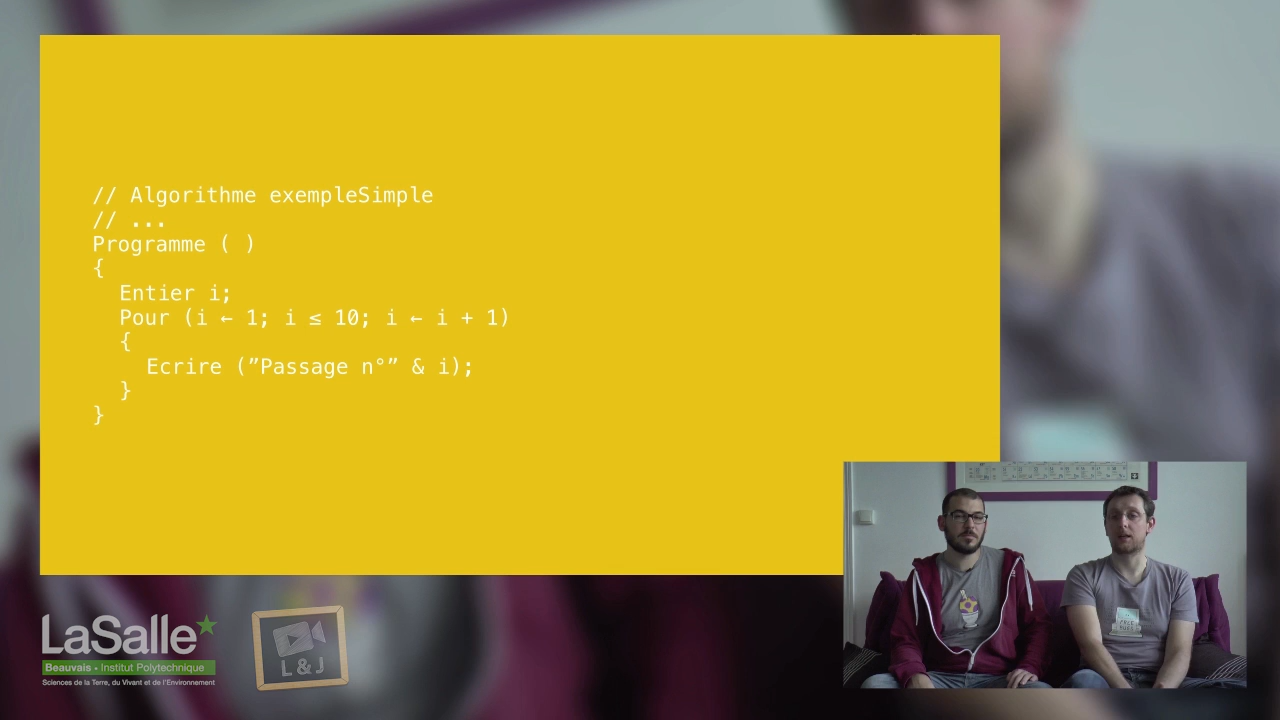 // Algorithme exempleSimple
// ...
Programme ( )
{
Entier i;
Pour (i ← 1; i ≤ 10; i ← i + 1)
{
Ecrire (”Passage n°” & i);
}
}
LaSalle
Beauvais • Institut Polytechnique
Sciences de la Terre, du Vivant et de l'Environnement
L & J